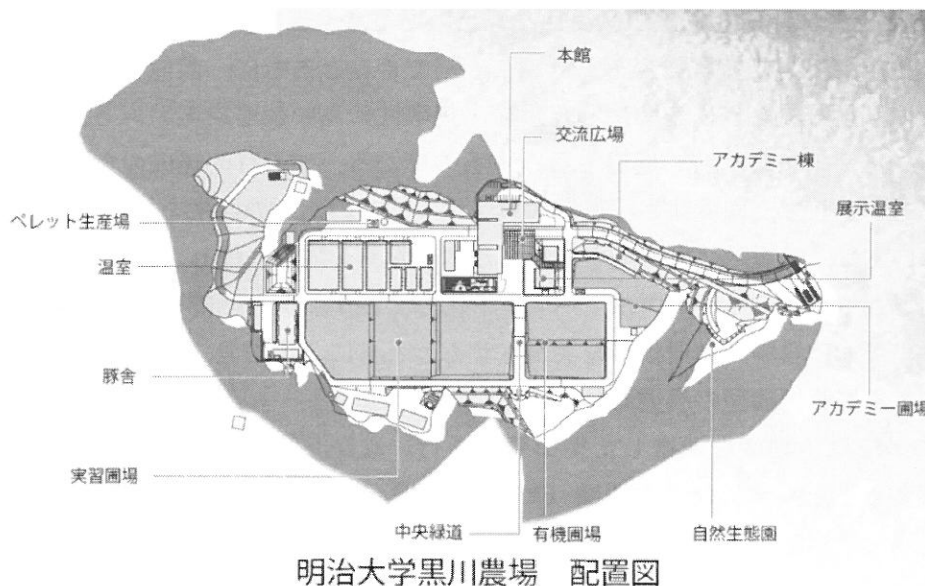 本館
交流広場
アカデミー棟
展示温室
ペレット生産場
温室
豚舎
アカデミー圃場
実習圃場
中央緑道
有機圃場
自然生態園
明治大学黒川農場　配置図